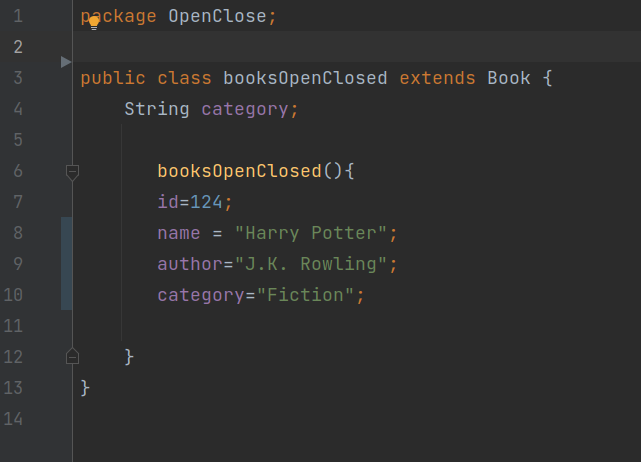 1 package OpenClose;
2
3 public class booksOpenClosed extends Book {
4 String category;
5
6 booksOpenClosed(){
7 id=124;
8 name = "Harry Potter";
9 author="J.K. Rowling";
10 category="Fiction";
11
12 }
13 }
14